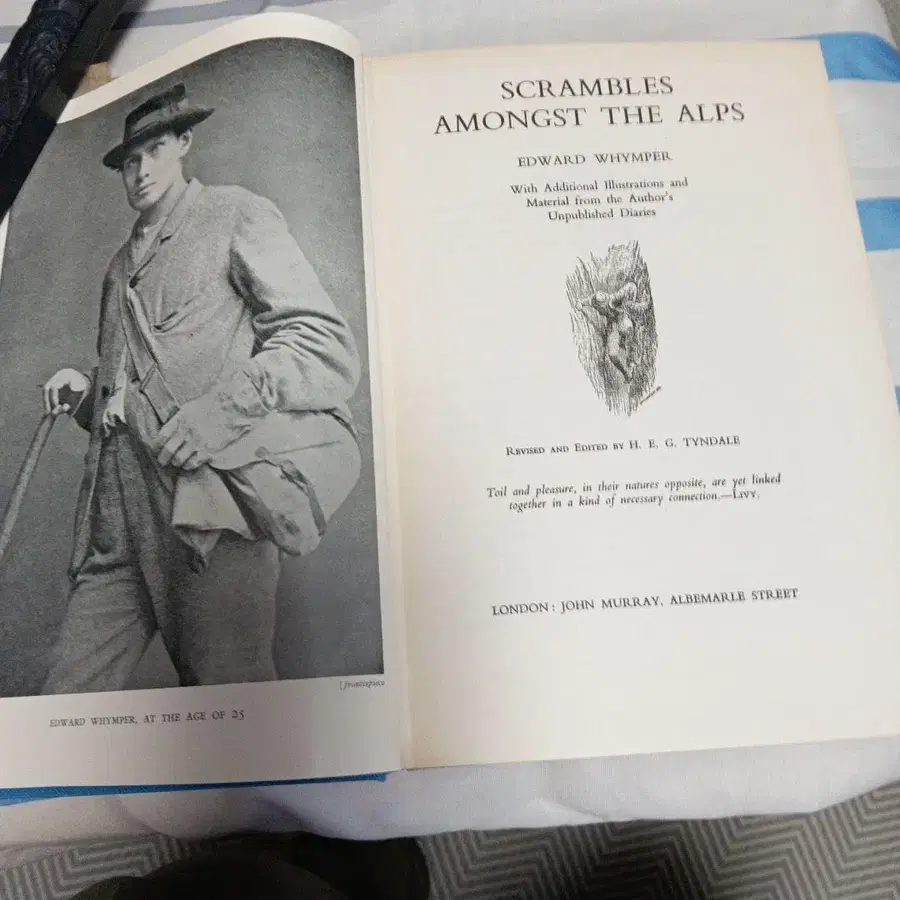 [frontispiece
EDWARD WHYMPER, AT THE AGE OF 25
SCRAMBLES
AMONGST THE ALPS
EDWARD WHYMPER
With Additional Illustrations and
Material from the Author's
Unpublished Diaries
REVISED AND EDITED BY H. E. G. TYNDALE
Toil and pleasure, in their natures opposite, are yet linked
together in a kind of necessary connection.—LIVY.
LONDON: JOHN MURRAY, ALBEMARLE STREET